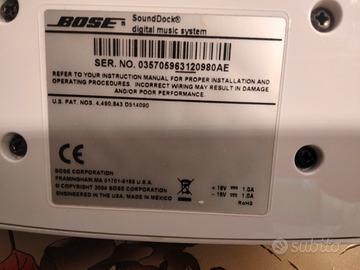 BOSE® SoundDock®
digital music system
SER. NO. 035705963120980AE
REFER TO YOUR INSTRUCTION MANUAL FOR PROPER INSTALLATION AND
OPERATING PROCEDURES. INCORRECT WIRING MAY RESULT IN DAMAGE
AND/OR POOR PERFORMANCE.
U.S. PAT. NOS. 4,490,843 D514090
CE
BOSE CORPORATION
FRAMINGHAM, MA 01701-9168 U.S.A.
© COPYRIGHT 2004 BOSE CORPORATION
ENGINEERED IN THE USA. MADE IN MEXICO
+ 18V 1.0A
- 18V 1.0A
RoHS
subito